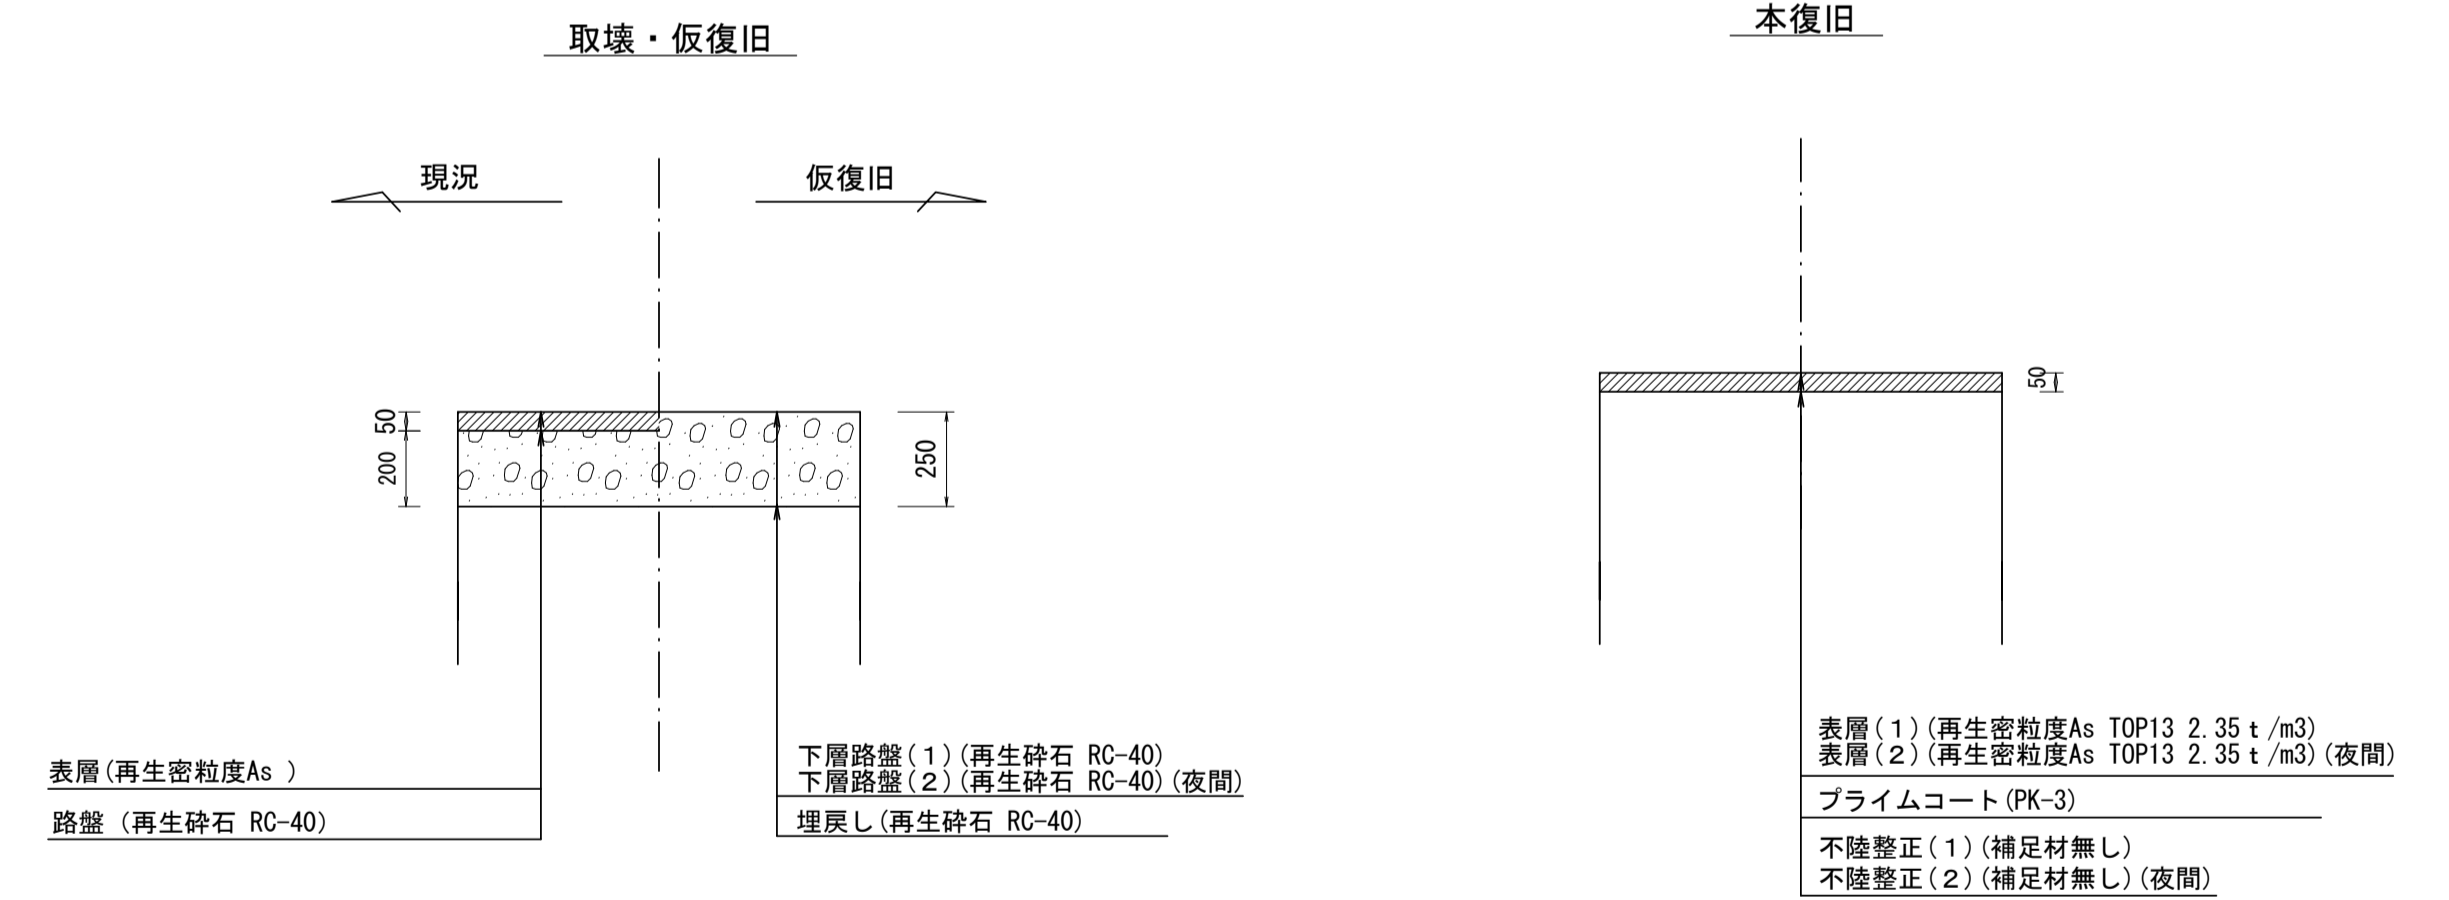 取壊・仮復旧
現況
仮復旧
50
200
250
表層(再生密粒度As )
路盤 (再生砕石 RC-40)
下層路盤(1)(再生砕石 RC-40)
下層路盤(2)(再生砕石 RC-40)(夜間)
埋戻し(再生砕石 RC-40)
本復旧
50
表層(1)(再生密粒度As TOP13 2.35ｔ/m3)
表層(2)(再生密粒度As TOP13 2.35ｔ/m3)(夜間)
プライムコート(PK-3)
不陸整正(1)(補足材無し)
不陸整正(2)(補足材無し)(夜間)